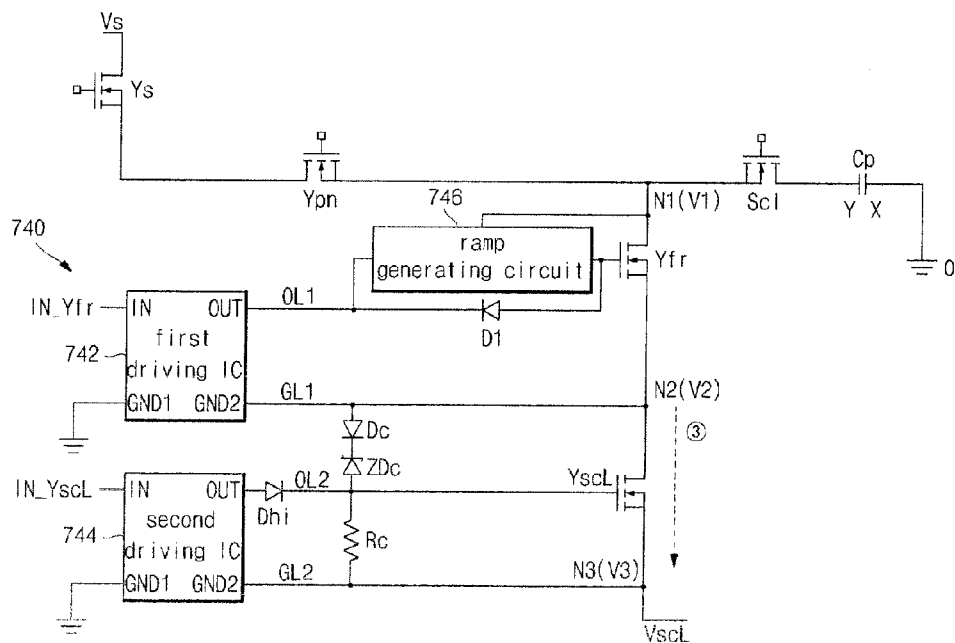 Vs
Ys
Ypn
Scl
Cp
Y X
0
N1(V1)
746
ramp
generating circuit
Yfr
740
IN_Yfr
IN OUT
OL1
D1
742
first
driving IC
GND1 GND2
GL1
N2(V2)
③
Dc
ZDc
IN_YscL
IN OUT
OL2
YscL
Dhi
744
second
driving IC
Rc
GND1 GND2
GL2
N3(V3)
VscL